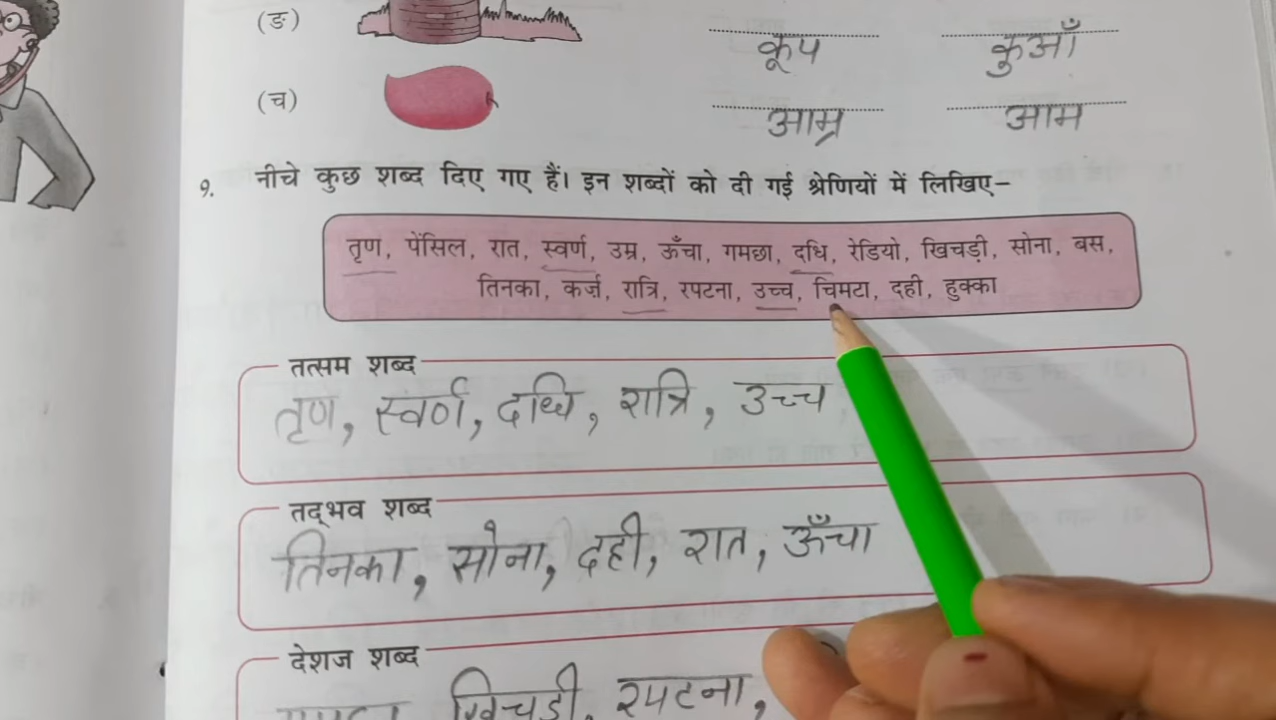 (ङ) कूप कुआँ
(च) आम्र आम
9. नीचे कुछ शब्द दिए गए हैं। इन शब्दों को दी गई श्रेणियों में लिखिए–
तृण, पेंसिल, रात, स्वर्ण, उम्र, ऊँचा, गमछा, दधि, रेडियो, खिचड़ी, सोना, बस,
तिनका, कर्ज़, रात्रि, रपटना, उच्च, चिमटा, दही, हुक्का
तत्सम शब्द
तृण, स्वर्ण, दधि, रात्रि, उच्च
तद्भव शब्द
तिनका, सोना, दही, रात, ऊँचा
देशज शब्द
खिचड़ी, रपटना,